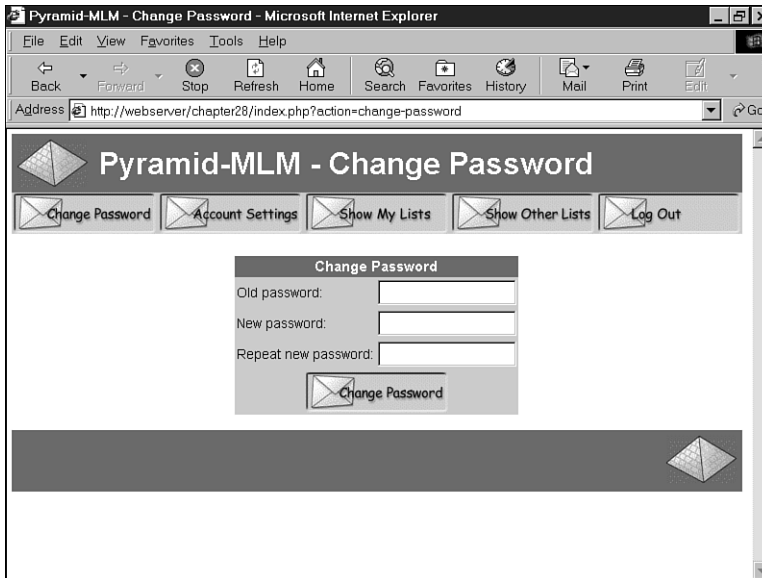 Pyramid-MLM - Change Password - Microsoft Internet Explorer
File Edit View Favorites Tools Help
Back Forward Stop Refresh Home Search Favorites History Mail Print Edit
Address http://webserver/chapter28/index.php?action=change-password Go
Pyramid-MLM - Change Password
Change Password Account Settings Show My Lists Show Other Lists Log Out
Change Password
Old password:
New password:
Repeat new password:
Change Password